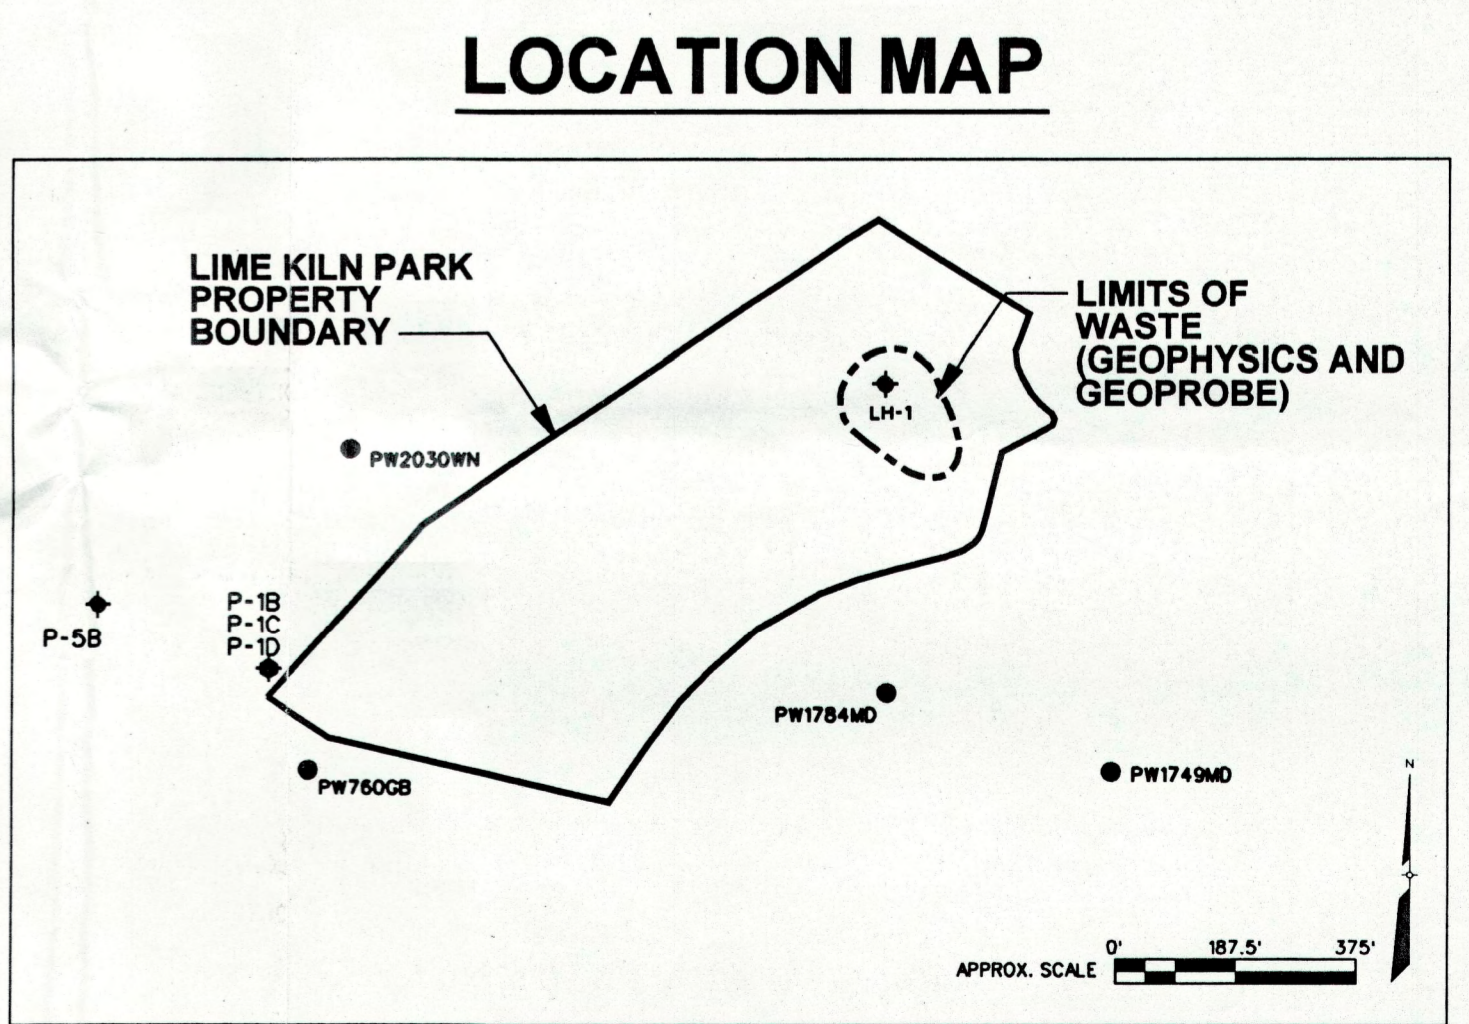 LOCATION MAP
LIME KILN PARK
PROPERTY
BOUNDARY
LIMITS OF
WASTE
(GEOPHYSICS AND
GEOPROBE)
LH-1
PW2030WN
P-5B
P-1B
P-1C
P-1D
PW1784MD
PW760GB
PW1749MD
N
0' 187.5' 375'
APPROX. SCALE